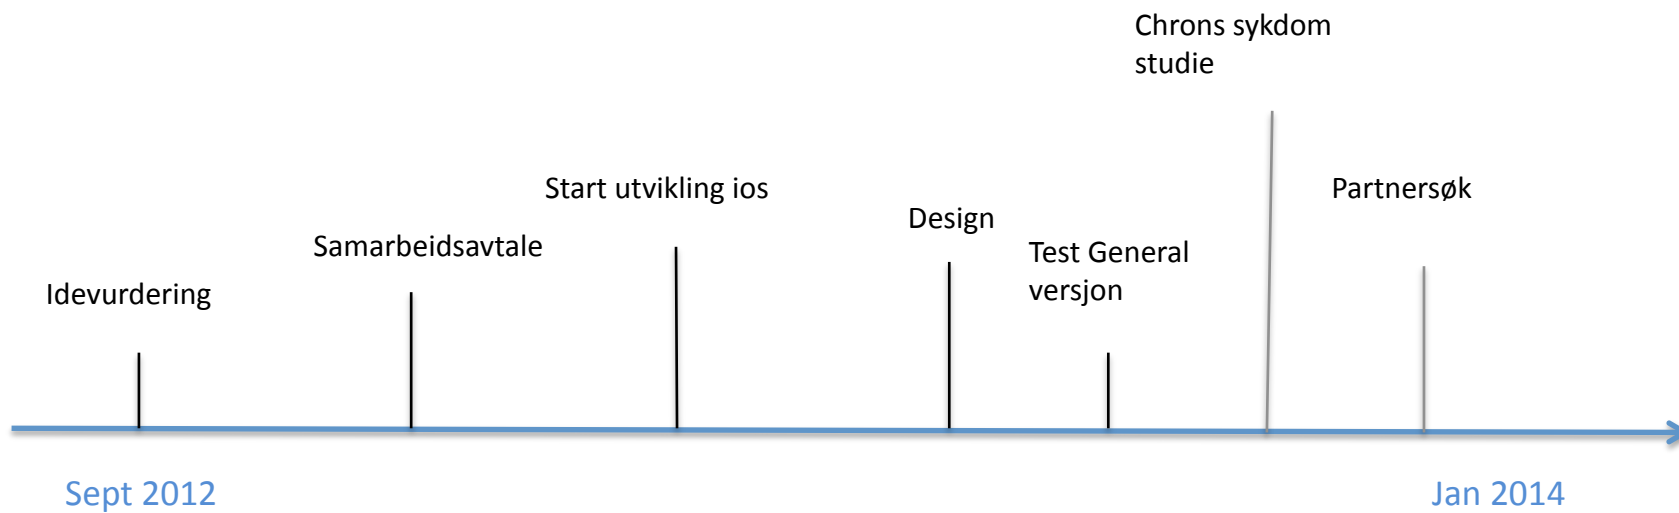 Chrons sykdom
studie
Start utvikling ios
Partnersøk
Design
Samarbeidsavtale
Test General
versjon
Idevurdering
Sept 2012
Jan 2014